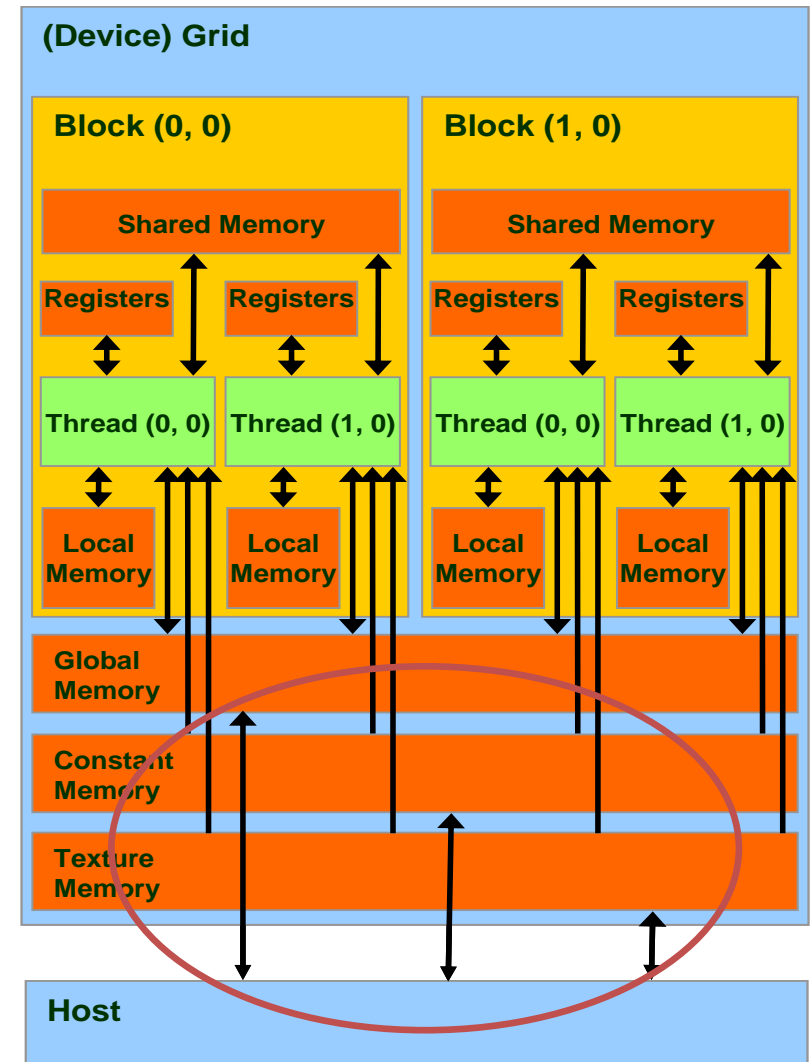 (Device) Grid
Block (0, 0)
Block (1, 0)
Shared Memory
Shared Memory
Registers
Registers
Registers
Registers
Thread (0, 0)
Thread (1, 0)
Thread (0, 0)
Thread (1, 0)
Local
Memory
Local
Memory
Local
Memory
Local
Memory
Global
Memory
Constant
Memory
Texture
Memory
Host